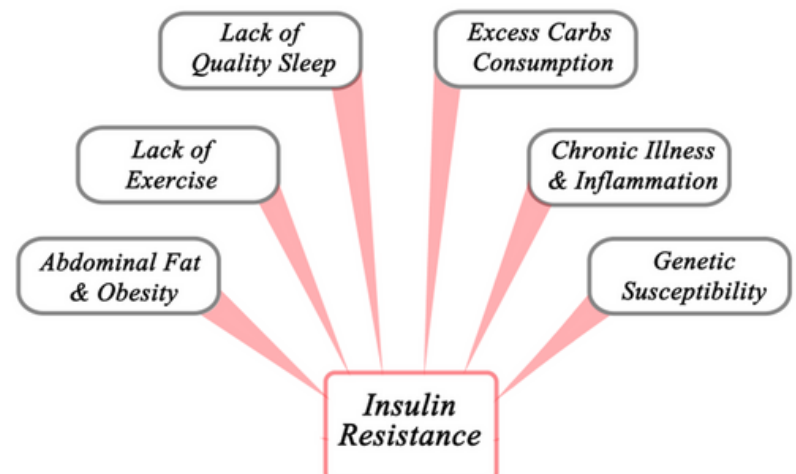 Lack of
Quality Sleep
Excess Carbs
Consumption
Lack of
Exercise
Chronic Illness
& Inflammation
Abdominal Fat
& Obesity
Genetic
Susceptibility
Insulin
Resistance